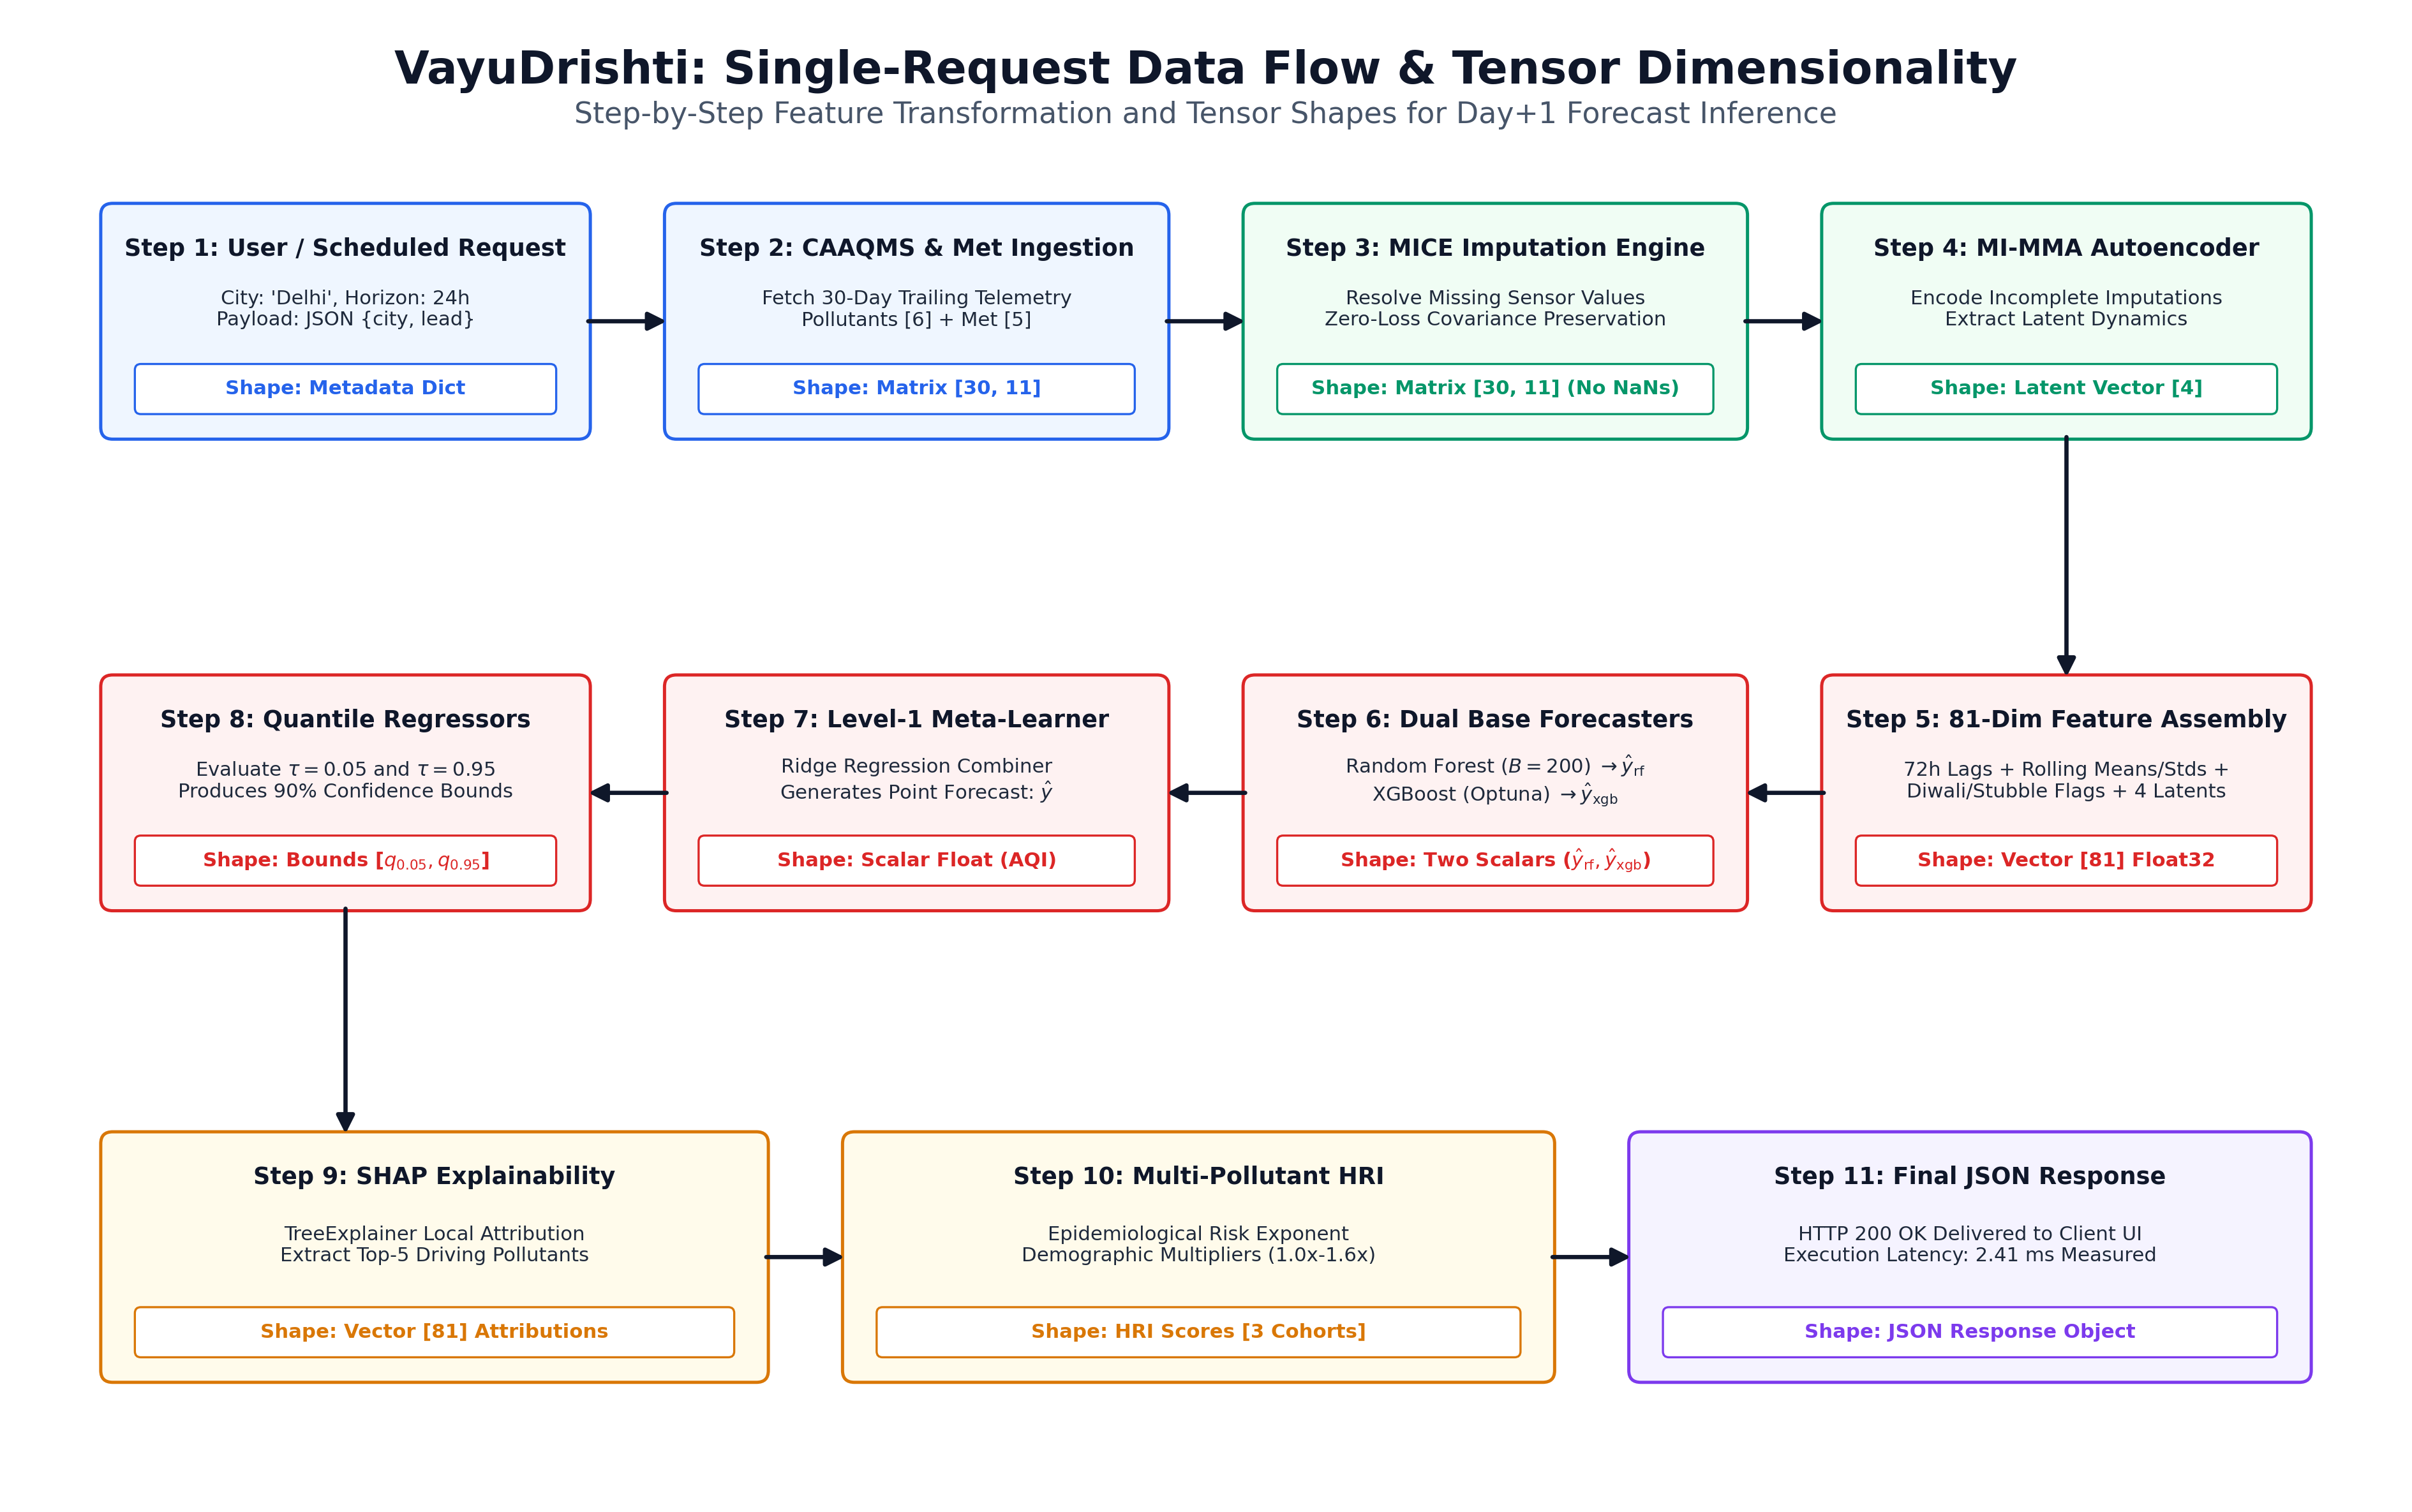 VayuDrishti: Single-Request Data Flow & Tensor Dimensionality
Step-by-Step Feature Transformation and Tensor Shapes for Day+1 Forecast Inference
Step 1: User / Scheduled Request
City: 'Delhi', Horizon: 24h
Payload: JSON {city, lead}
Shape: Metadata Dict
Step 2: CAAQMS & Met Ingestion
Fetch 30-Day Trailing Telemetry
Pollutants [6] + Met [5]
Shape: Matrix [30, 11]
Step 3: MICE Imputation Engine
Resolve Missing Sensor Values
Zero-Loss Covariance Preservation
Shape: Matrix [30, 11] (No NaNs)
Step 4: MI-MMA Autoencoder
Encode Incomplete Imputations
Extract Latent Dynamics
Shape: Latent Vector [4]
Step 5: 81-Dim Feature Assembly
72h Lags + Rolling Means/Stds +
Diwali/Stubble Flags + 4 Latents
Shape: Vector [81] Float32
Step 6: Dual Base Forecasters
Random Forest (B = 200) → ŷ_rf
XGBoost (Optuna) → ŷ_xgb
Shape: Two Scalars (ŷ_rf, ŷ_xgb)
Step 7: Level-1 Meta-Learner
Ridge Regression Combiner
Generates Point Forecast: ŷ
Shape: Scalar Float (AQI)
Step 8: Quantile Regressors
Evaluate τ = 0.05 and τ = 0.95
Produces 90% Confidence Bounds
Shape: Bounds [q_0.05, q_0.95]
Step 9: SHAP Explainability
TreeExplainer Local Attribution
Extract Top-5 Driving Pollutants
Shape: Vector [81] Attributions
Step 10: Multi-Pollutant HRI
Epidemiological Risk Exponent
Demographic Multipliers (1.0x-1.6x)
Shape: HRI Scores [3 Cohorts]
Step 11: Final JSON Response
HTTP 200 OK Delivered to Client UI
Execution Latency: 2.41 ms Measured
Shape: JSON Response Object